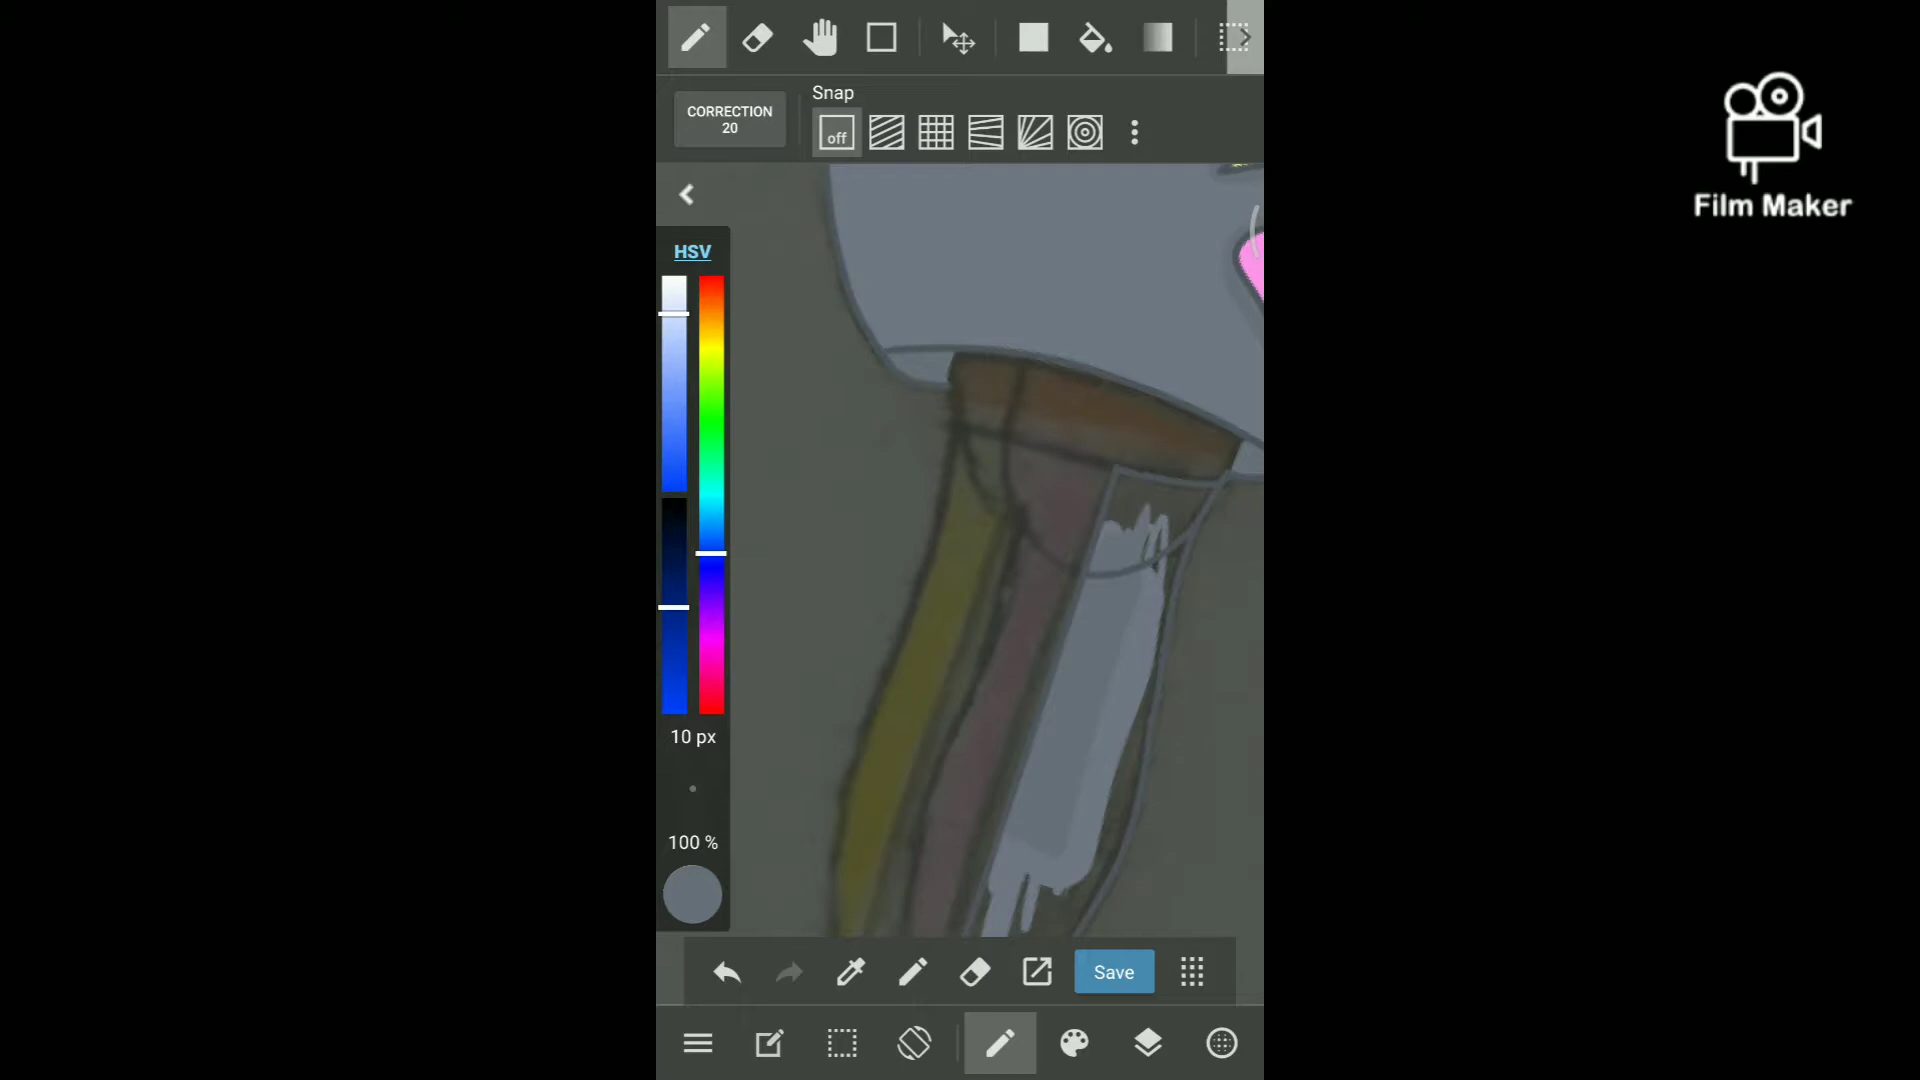 CORRECTION
20
Snap
off
HSV
10 px
100 %
Save
Film Maker